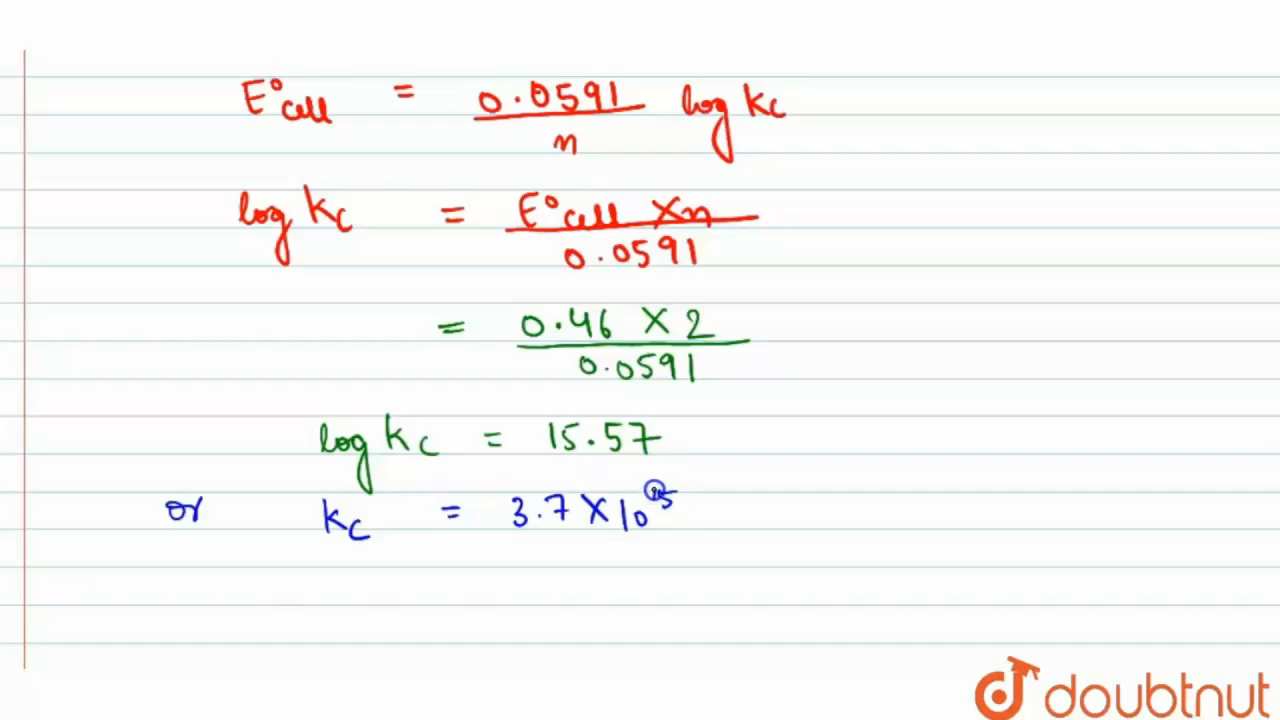 E°cell = 0.0591/n log Kc
log Kc = E°cell × n/0.0591
= 0.46 × 2/0.0591
log Kc = 15.57
or Kc = 3.7 × 10^15
doubtnut